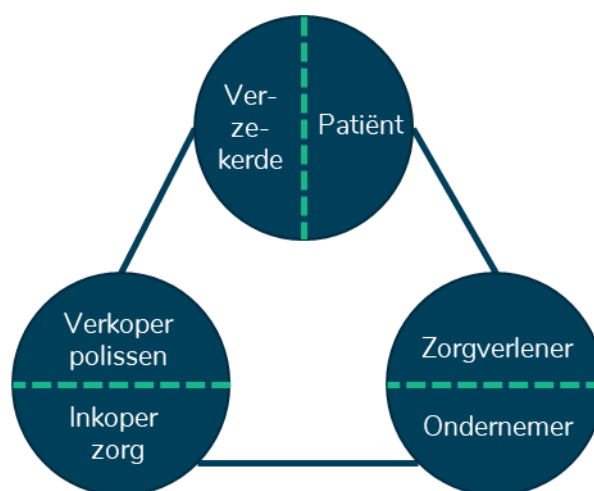 Ver-
ze-
kerde
Patiënt
Verkoper
polissen
Inkoper
zorg
Zorgverlener
Ondernemer